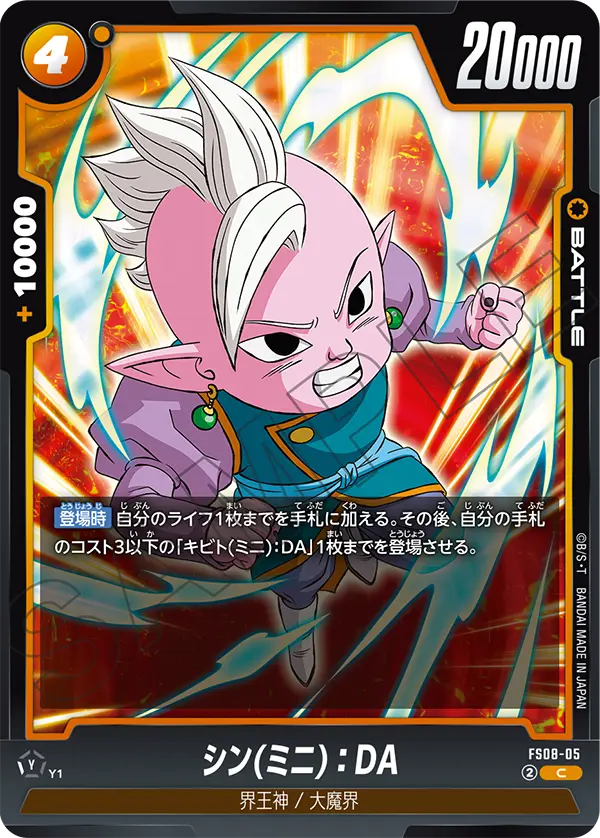 4
20000
+10000
BATTLE
SAMPLE
登場時 自分のライフ1枚までを手札に加える。その後、自分の手札
のコスト3以下の「キビト(ミニ):DA」1枚までを登場させる。
©B/S・T BANDAI MADE IN JAPAN
シン(ミニ):DA
FS08-05
Y Y1
② C
界王神 / 大魔界